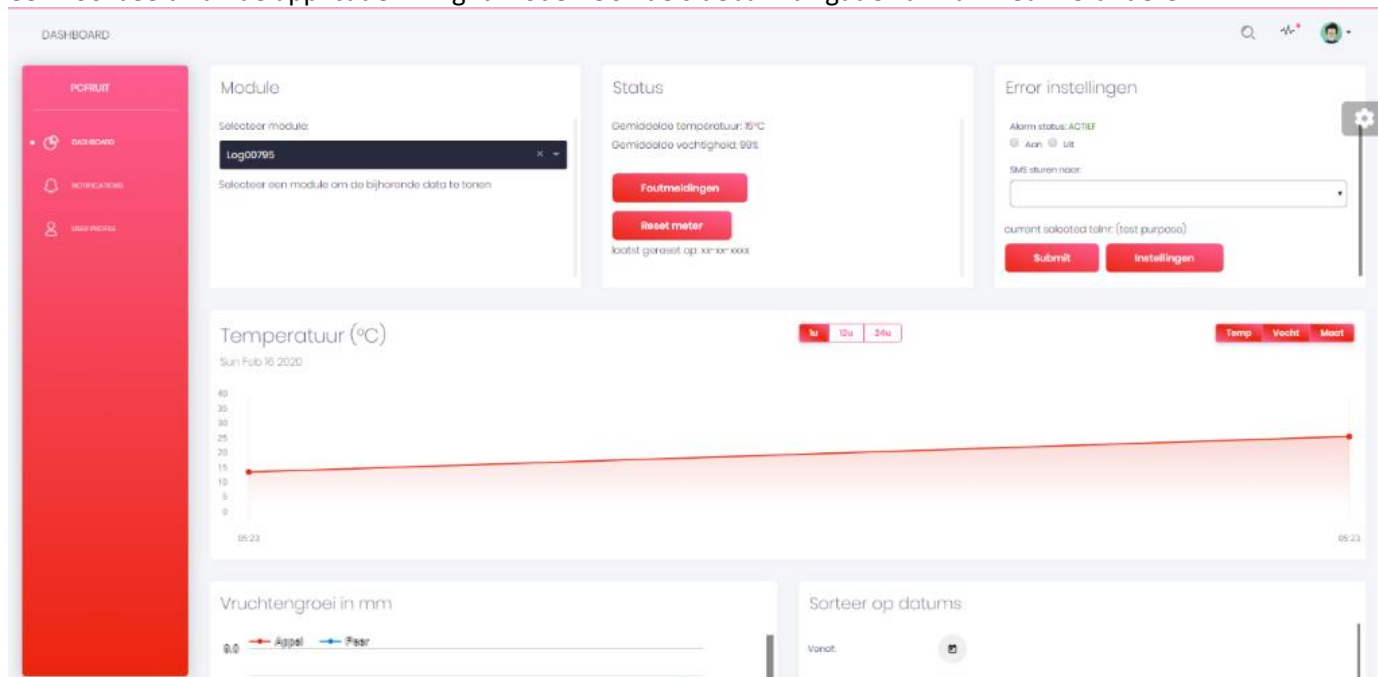 DASHBOARD
PCFRUIT
DASHBOARD
NOTIFICATIONS
USER PROFILE
Module
Selecteer module:
Log00795
Selecteer een module om de bijhorende data te tonen
Status
Gemiddelde temperatuur: 15°C
Gemiddelde vochtigheid: 99%
Foutmeldingen
Reset meter
laatst gereset op: xx-xx-xxxx
Error instellingen
Alarm status: ACTIEF
Aan Uit
SMS sturen naar:
current selected telnr: (test purpose)
Submit Instellingen
Temperatuur (°C)
Sun Feb 16 2020
1u 12u 24u
Temp Vocht Maat
40
35
30
25
20
15
10
5
0
05:23 05:23
Vruchtengroei in mm
Appel Peer
9.0
Sorteer op datums
Vanaf: